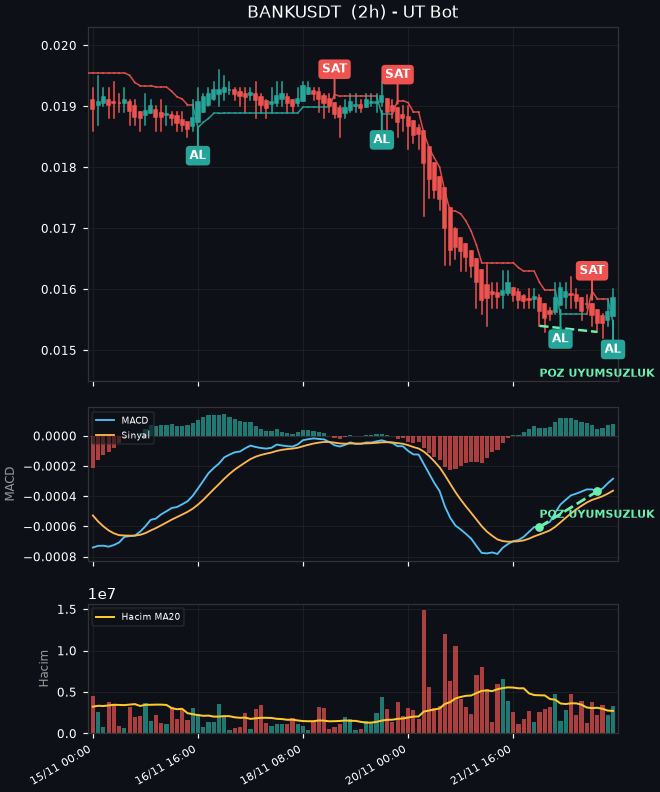 BANKUSDT (2h) - UT Bot
0.020
0.019
0.018
0.017
0.016
0.015
SAT
SAT
AL
AL
SAT
AL
AL
POZ UYUMSUZLUK
MACD
0.0000
−0.0002
−0.0004
−0.0006
−0.0008
MACD
Sinyal
POZ UYUMSUZLUK
1e7
Hacim
1.5
1.0
0.5
0.0
Hacim MA20
15/11 00:00
16/11 16:00
18/11 08:00
20/11 00:00
21/11 16:00